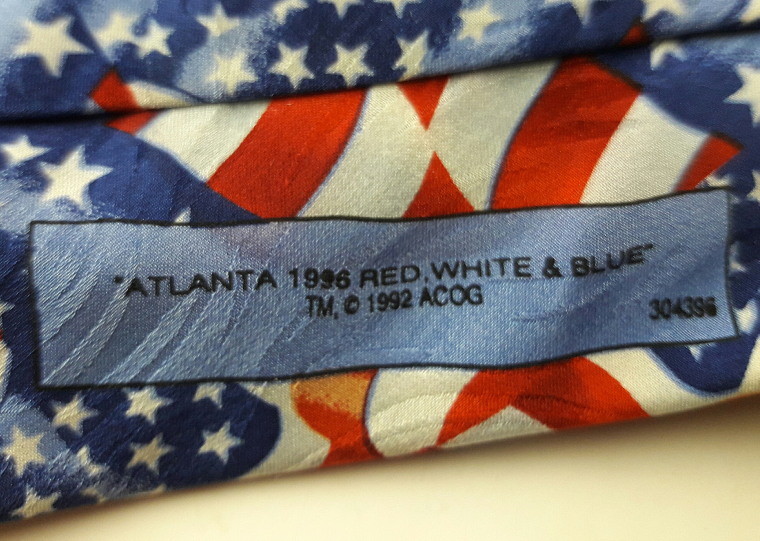 "ATLANTA 1996 RED, WHITE & BLUE"
TM, © 1992 ACOG
304396